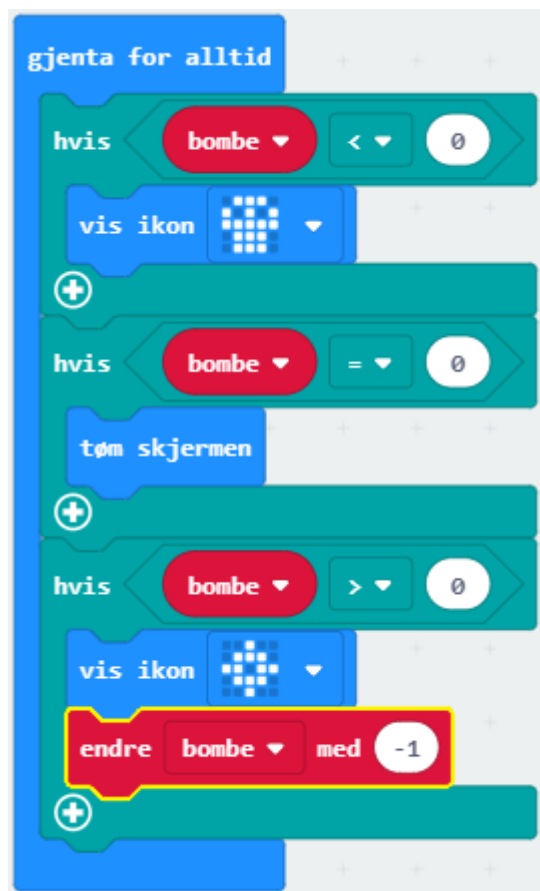 gjenta for alltid
hvis bombe < 0
vis ikon
hvis bombe = 0
tøm skjermen
hvis bombe > 0
vis ikon
endre bombe med -1